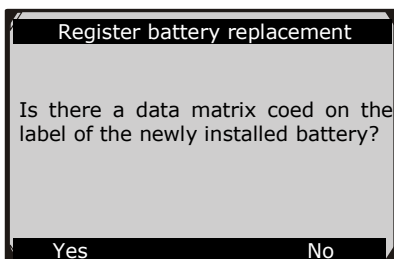 Register battery replacement
Is there a data matrix coed on the
label of the newly installed battery?
Yes No